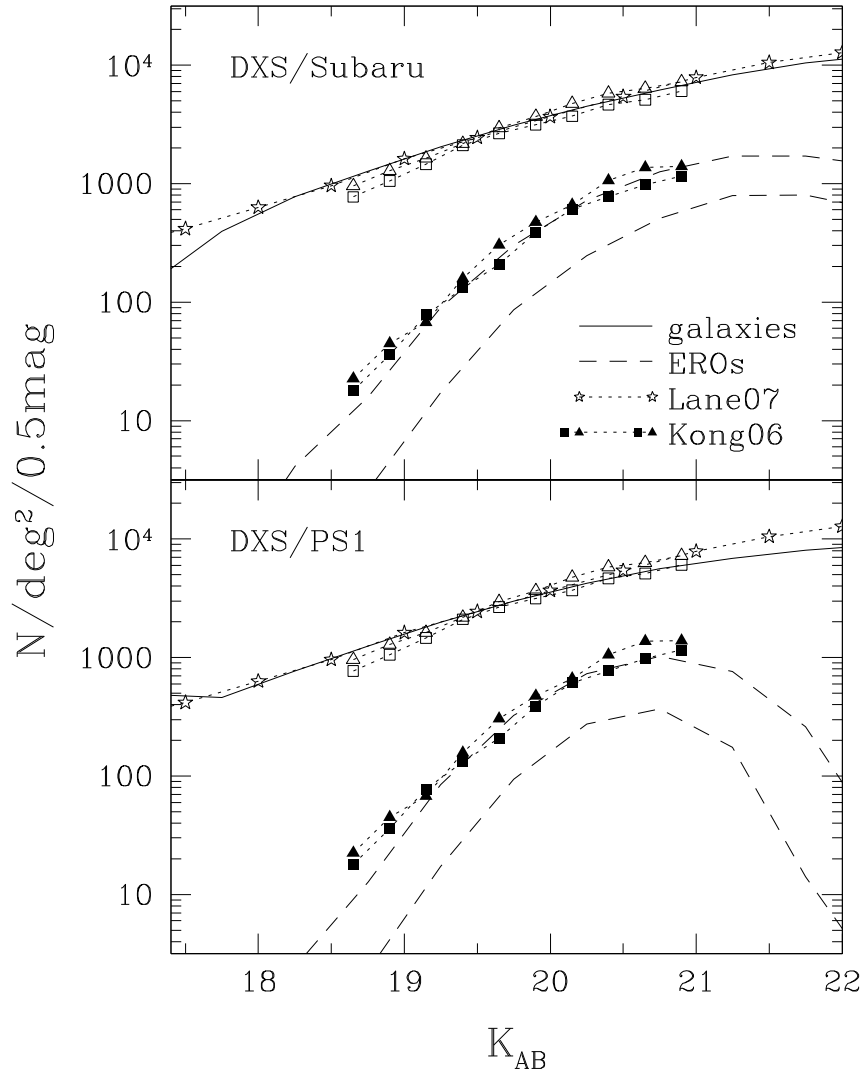 DXS/Subaru
10⁴
1000
100
10
galaxies
EROs
Lane07
Kong06
DXS/PS1
10⁴
1000
100
10
N/deg²/0.5mag
18 19 20 21 22
K_AB